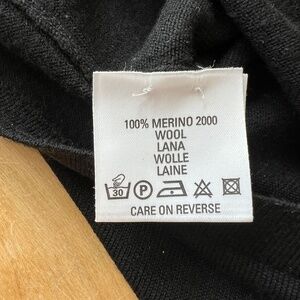 100% MERINO 2000
WOOL
LANA
WOLLE
LAINE
30 P
CARE ON REVERSE